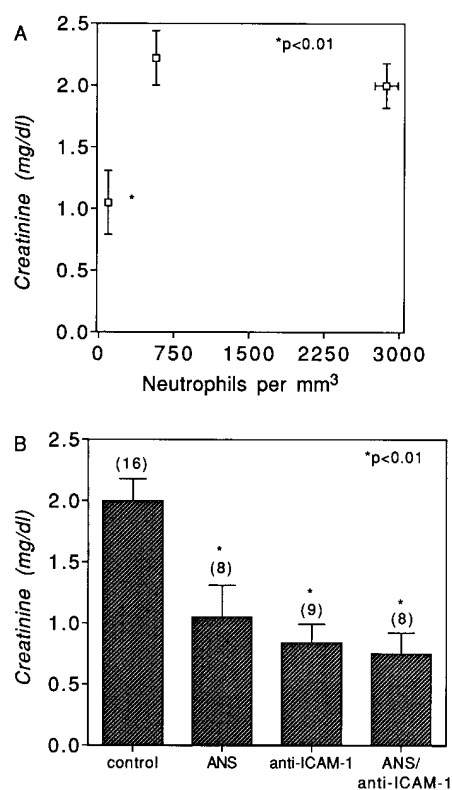 A
2.5
*p<0.01
2.0
1.5
1.0
*
0.5
0.0
0 750 1500 2250 3000
Creatinine (mg/dl)
Neutrophils per mm³
B
2.5
(16)
*p<0.01
2.0
*
(8)
1.5
*
(9)
*
(8)
1.0
0.5
0.0
Creatinine (mg/dl)
control ANS anti-ICAM-1 ANS/
anti-ICAM-1